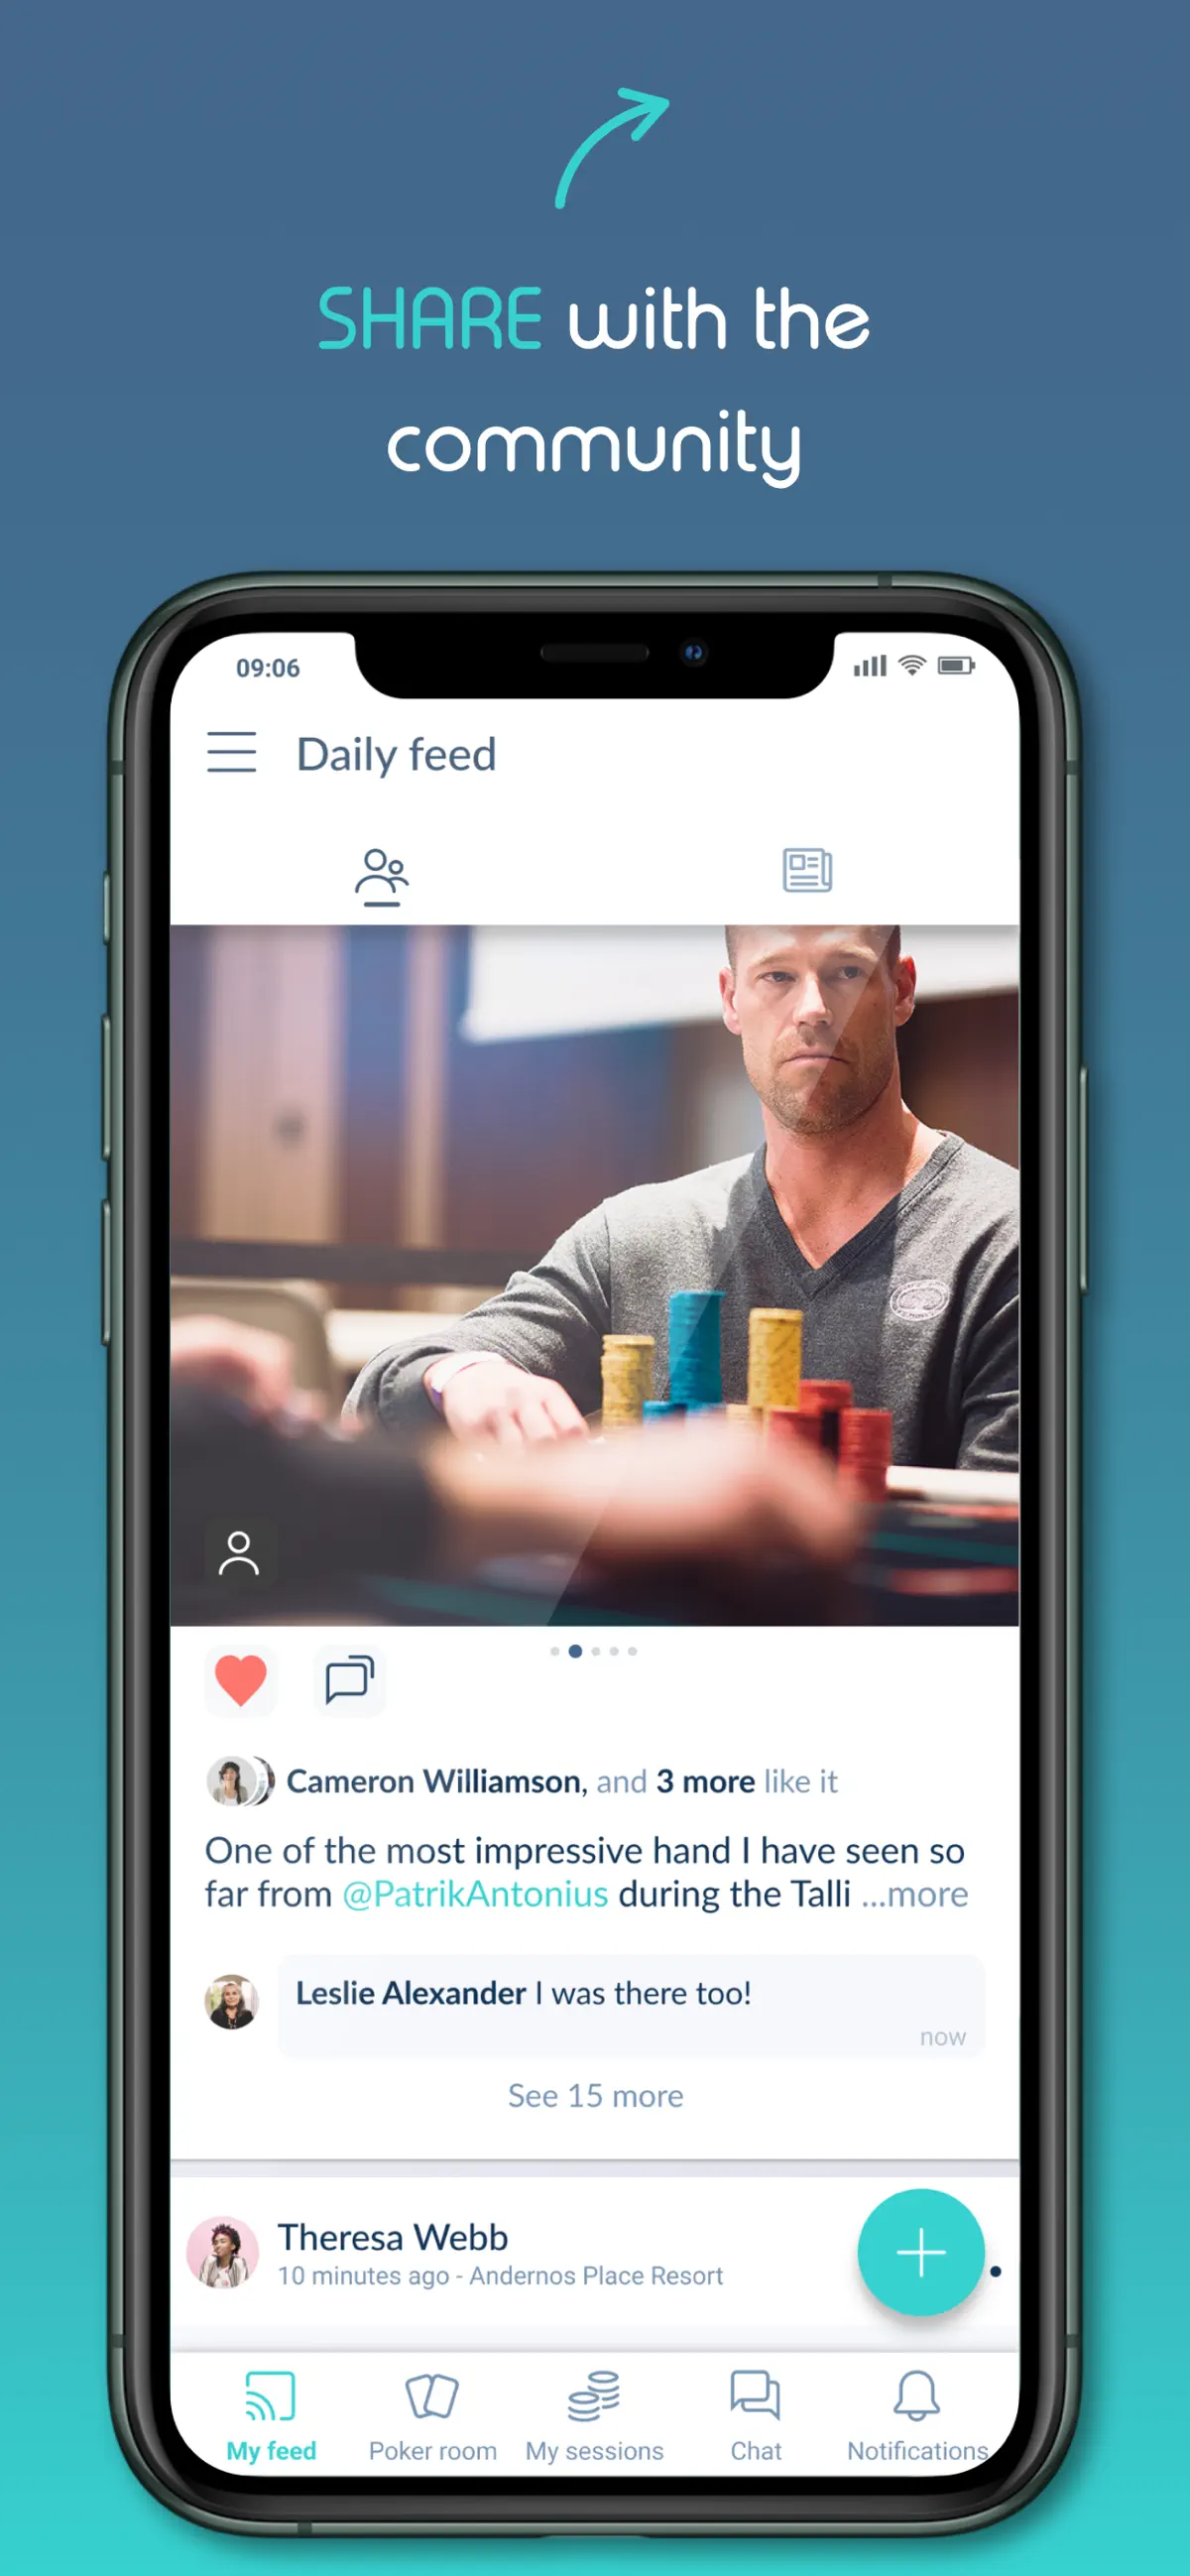 SHARE with the
community
09:06
Daily feed
Cameron Williamson, and 3 more like it
One of the most impressive hand I have seen so
far from @PatrikAntonius during the Talli ...more
Leslie Alexander I was there too!
now
See 15 more
Theresa Webb
10 minutes ago - Andernos Place Resort
My feed
Poker room
My sessions
Chat
Notifications